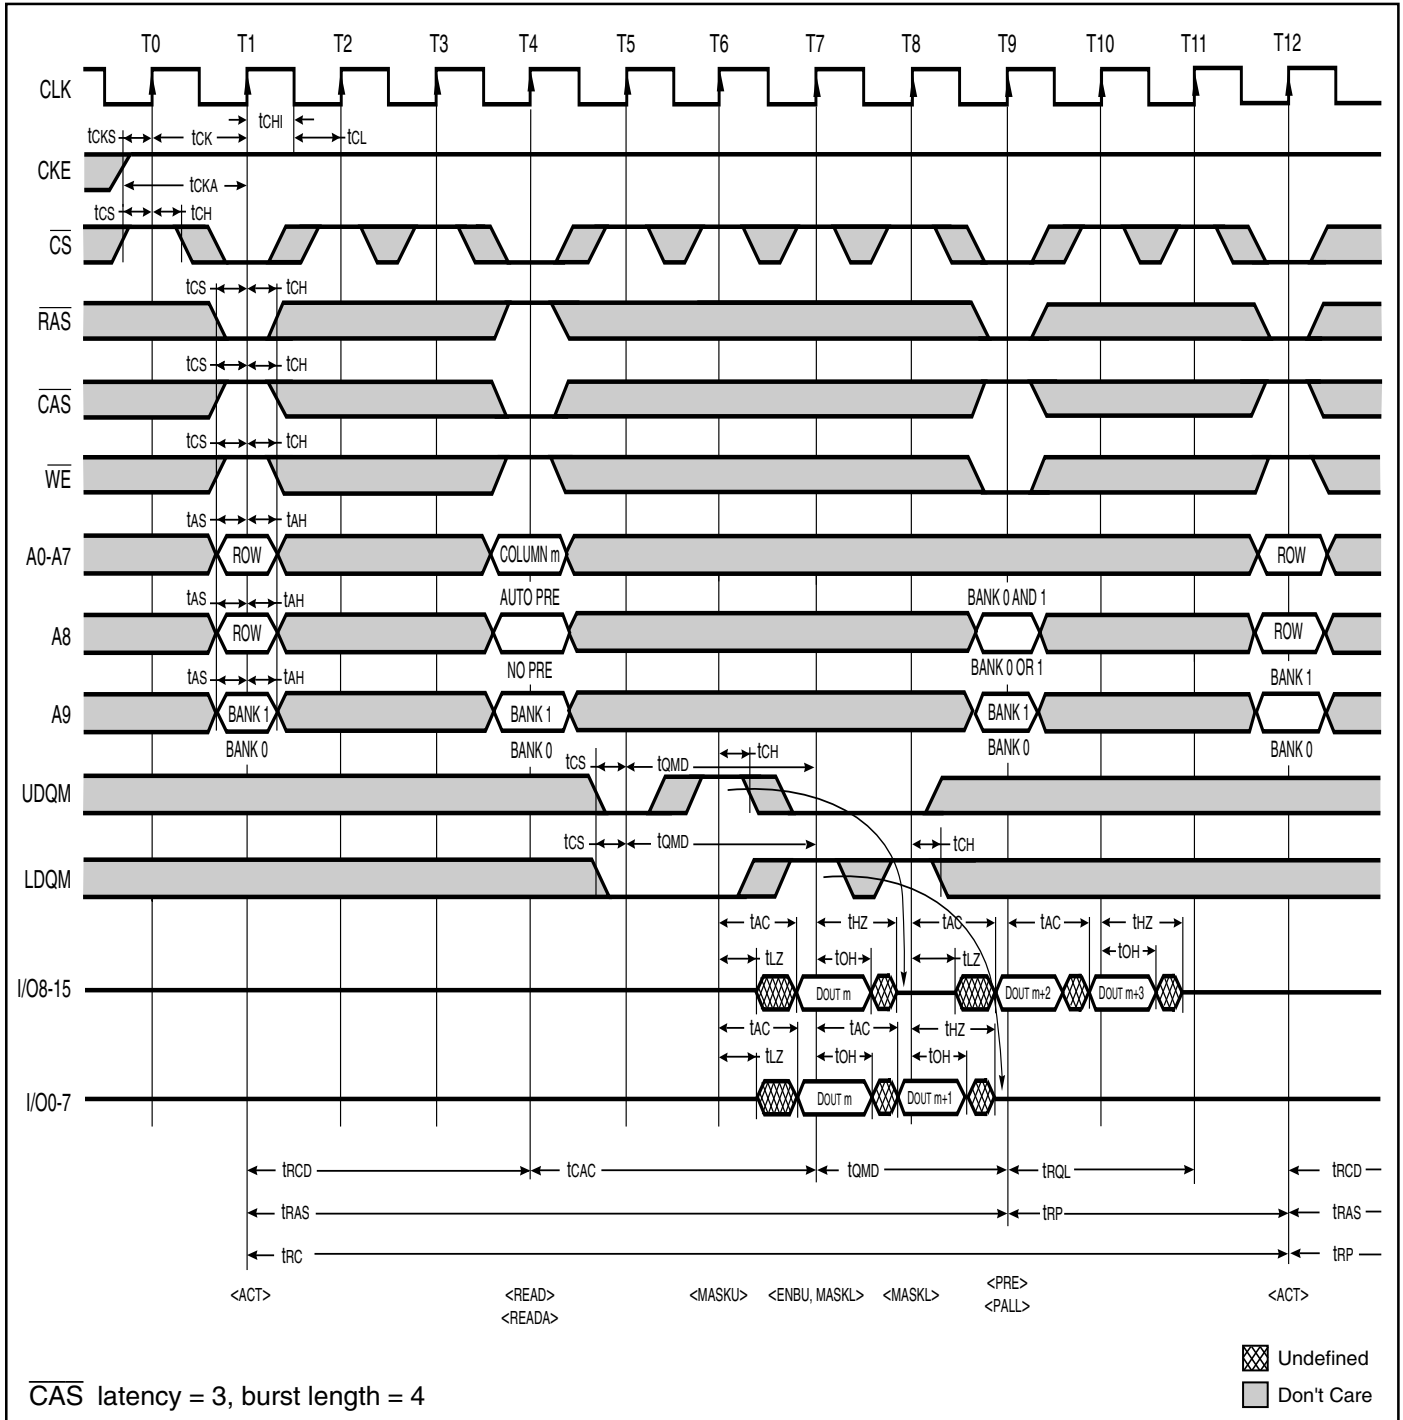 T0 T1 T2 T3 T4 T5 T6 T7 T8 T9 T10 T11 T12
CLK
tCHI
tCKS tCK tCL
CKE
tCKA
tCS tCH
CS
tCS tCH
RAS
tCS tCH
CAS
tCS tCH
WE
tAS tAH
A0-A7 ROW COLUMN m ROW
tAS tAH AUTO PRE BANK 0 AND 1
A8 ROW ROW
NO PRE BANK 0 OR 1 BANK 1
tAS tAH
A9 BANK 1 BANK 1 BANK 1
BANK 0 BANK 0 BANK 0 BANK 0
tCS tQMD tCH
UDQM
tCS tQMD tCH
LDQM
tAC tHZ tAC tAC tHZ
tLZ tOH tLZ tOH
I/O8-15 DOUT m DOUT m+2 DOUT m+3
tAC tAC tHZ
tLZ tOH tOH
I/O0-7 DOUT m DOUT m+1
tRCD tCAC tQMD tRQL tRCD
tRAS tRP tRAS
tRC tRP
<ACT> <READ> <MASKU> <ENBU, MASKL> <MASKL> <PRE> <ACT>
<READA> <PALL>
Undefined
CAS latency = 3, burst length = 4 Don't Care